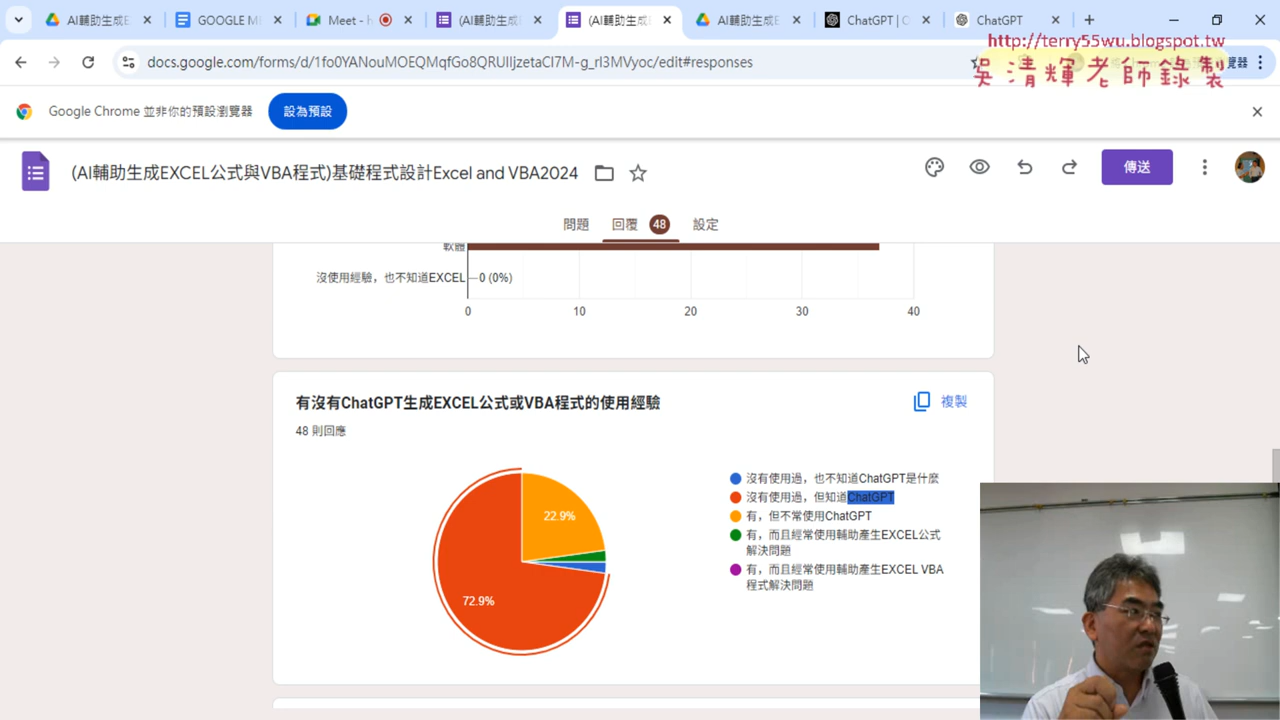 AI輔助生成E
GOOGLE M
Meet - h
(AI輔助生成
(AI輔助生成
AI輔助生成E
ChatGPT | C
ChatGPT
http://terry55wu.blogspot.tw
docs.google.com/forms/d/1fo0YANouMOEQMqfGo8QRUIljzetaCI7M-g_rI3MVyoc/edit#responses
吳清輝老師錄製
覽器
Google Chrome 並非你的預設瀏覽器
設為預設
(AI輔助生成EXCEL公式與VBA程式)基礎程式設計Excel and VBA2024
傳送
問題
回覆 48
設定
軟體
沒使用經驗，也不知道EXCEL
0 (0%)
0 10 20 30 40
有沒有ChatGPT生成EXCEL公式或VBA程式的使用經驗
複製
48 則回應
22.9%
72.9%
沒有使用過，也不知道ChatGPT是什麼
沒有使用過，但知道ChatGPT
有，但不常使用ChatGPT
有，而且經常使用輔助產生EXCEL公式
解決問題
有，而且經常使用輔助產生EXCEL VBA
程式解決問題